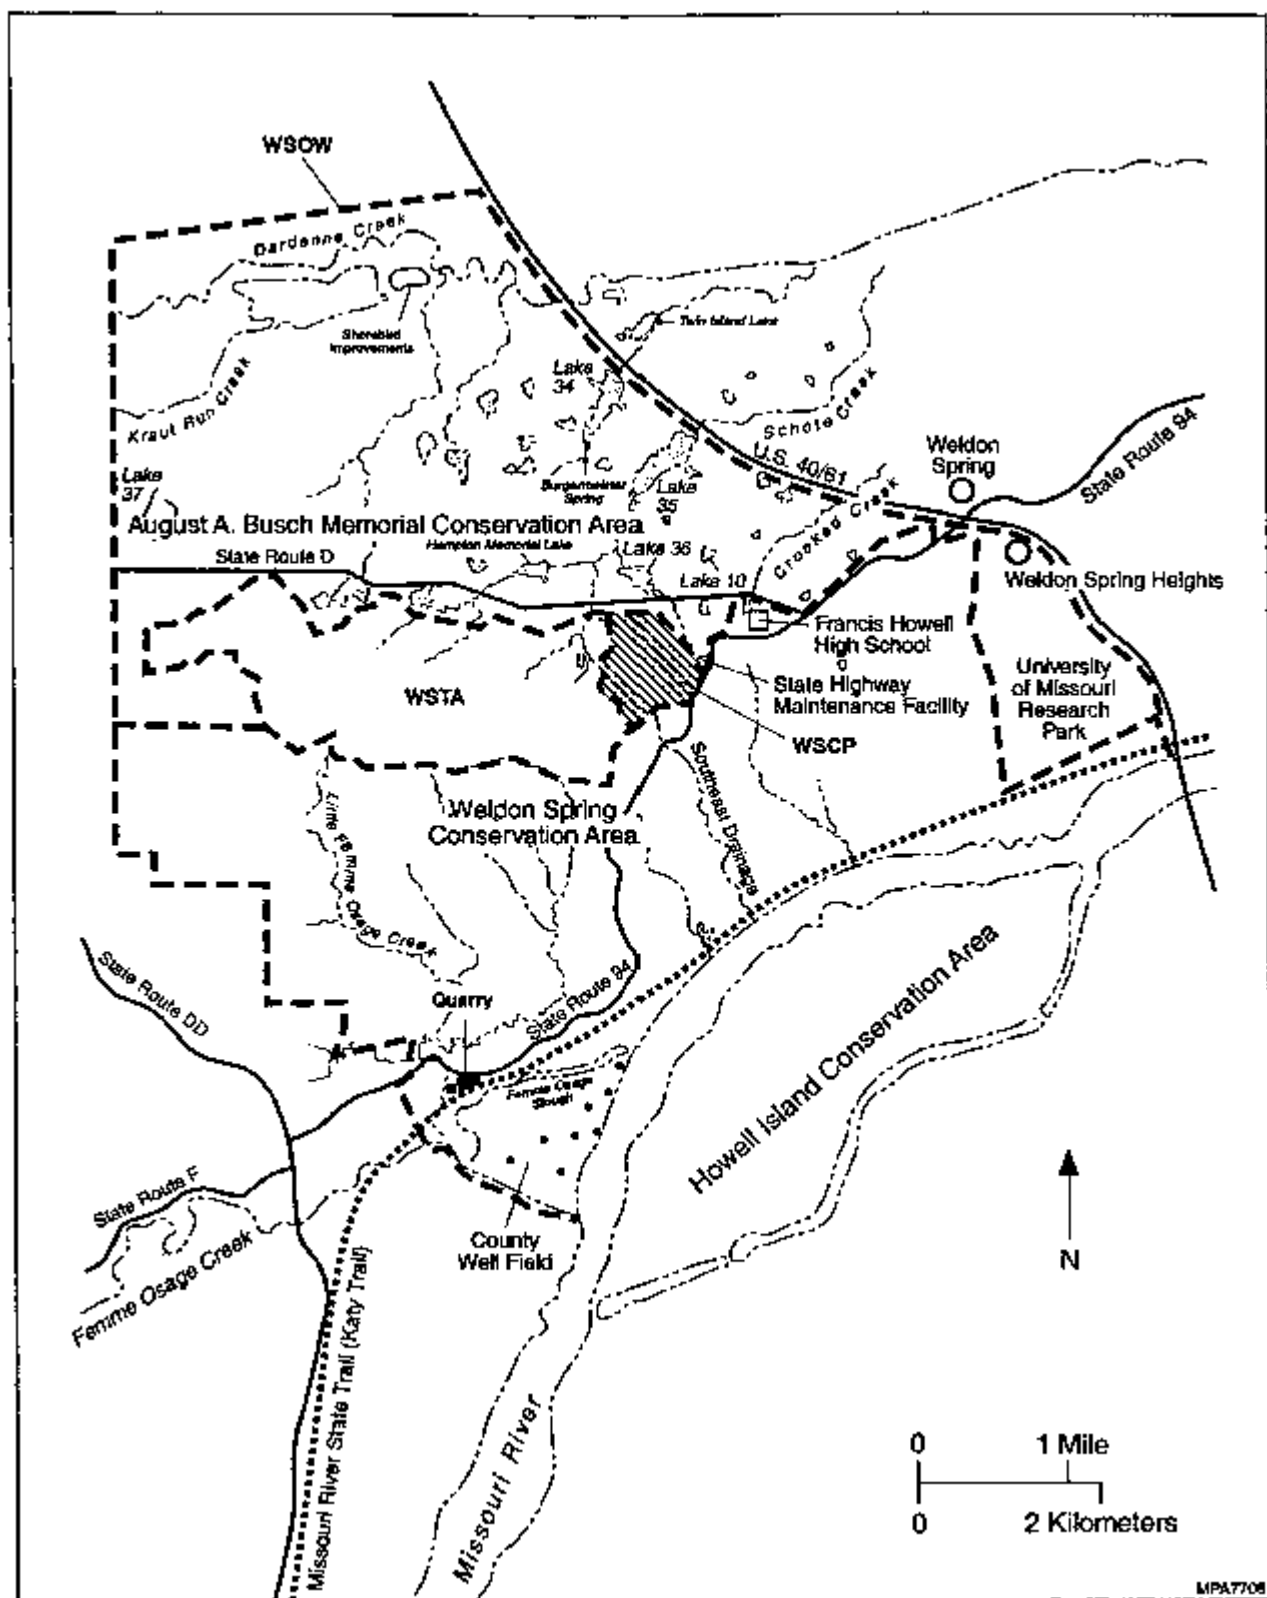 WSOW
Dardenne Creek
Twin Island Lake
Shorebird
Improvements
Lake
34
Kraut Run Creek
Schote Creek
U.S. 40/61
State Route 94
Weldon
Spring
Lake
37
Burgermeister
Spring
Lake
35
August A. Busch Memorial Conservation Area
Crooked Creek
State Route D
Hampton Memorial Lake
Lake 36
Lake 10
Weldon Spring Heights
Francis Howell
High School
WSTA
State Highway
Maintenance Facility
University
of Missouri
Research
Park
WSCP
Southeast Drainage
Weldon Spring
Conservation Area
Little Femme Osage Creek
State Route DD
Quarry
State Route 94
Howell Island Conservation Area
Femme Osage
Slough
State Route F
Femme Osage Creek
County
Well Field
N
Missouri River State Trail (Katy Trail)
Missouri River
0 1 Mile
0 2 Kilometers
MPA7706